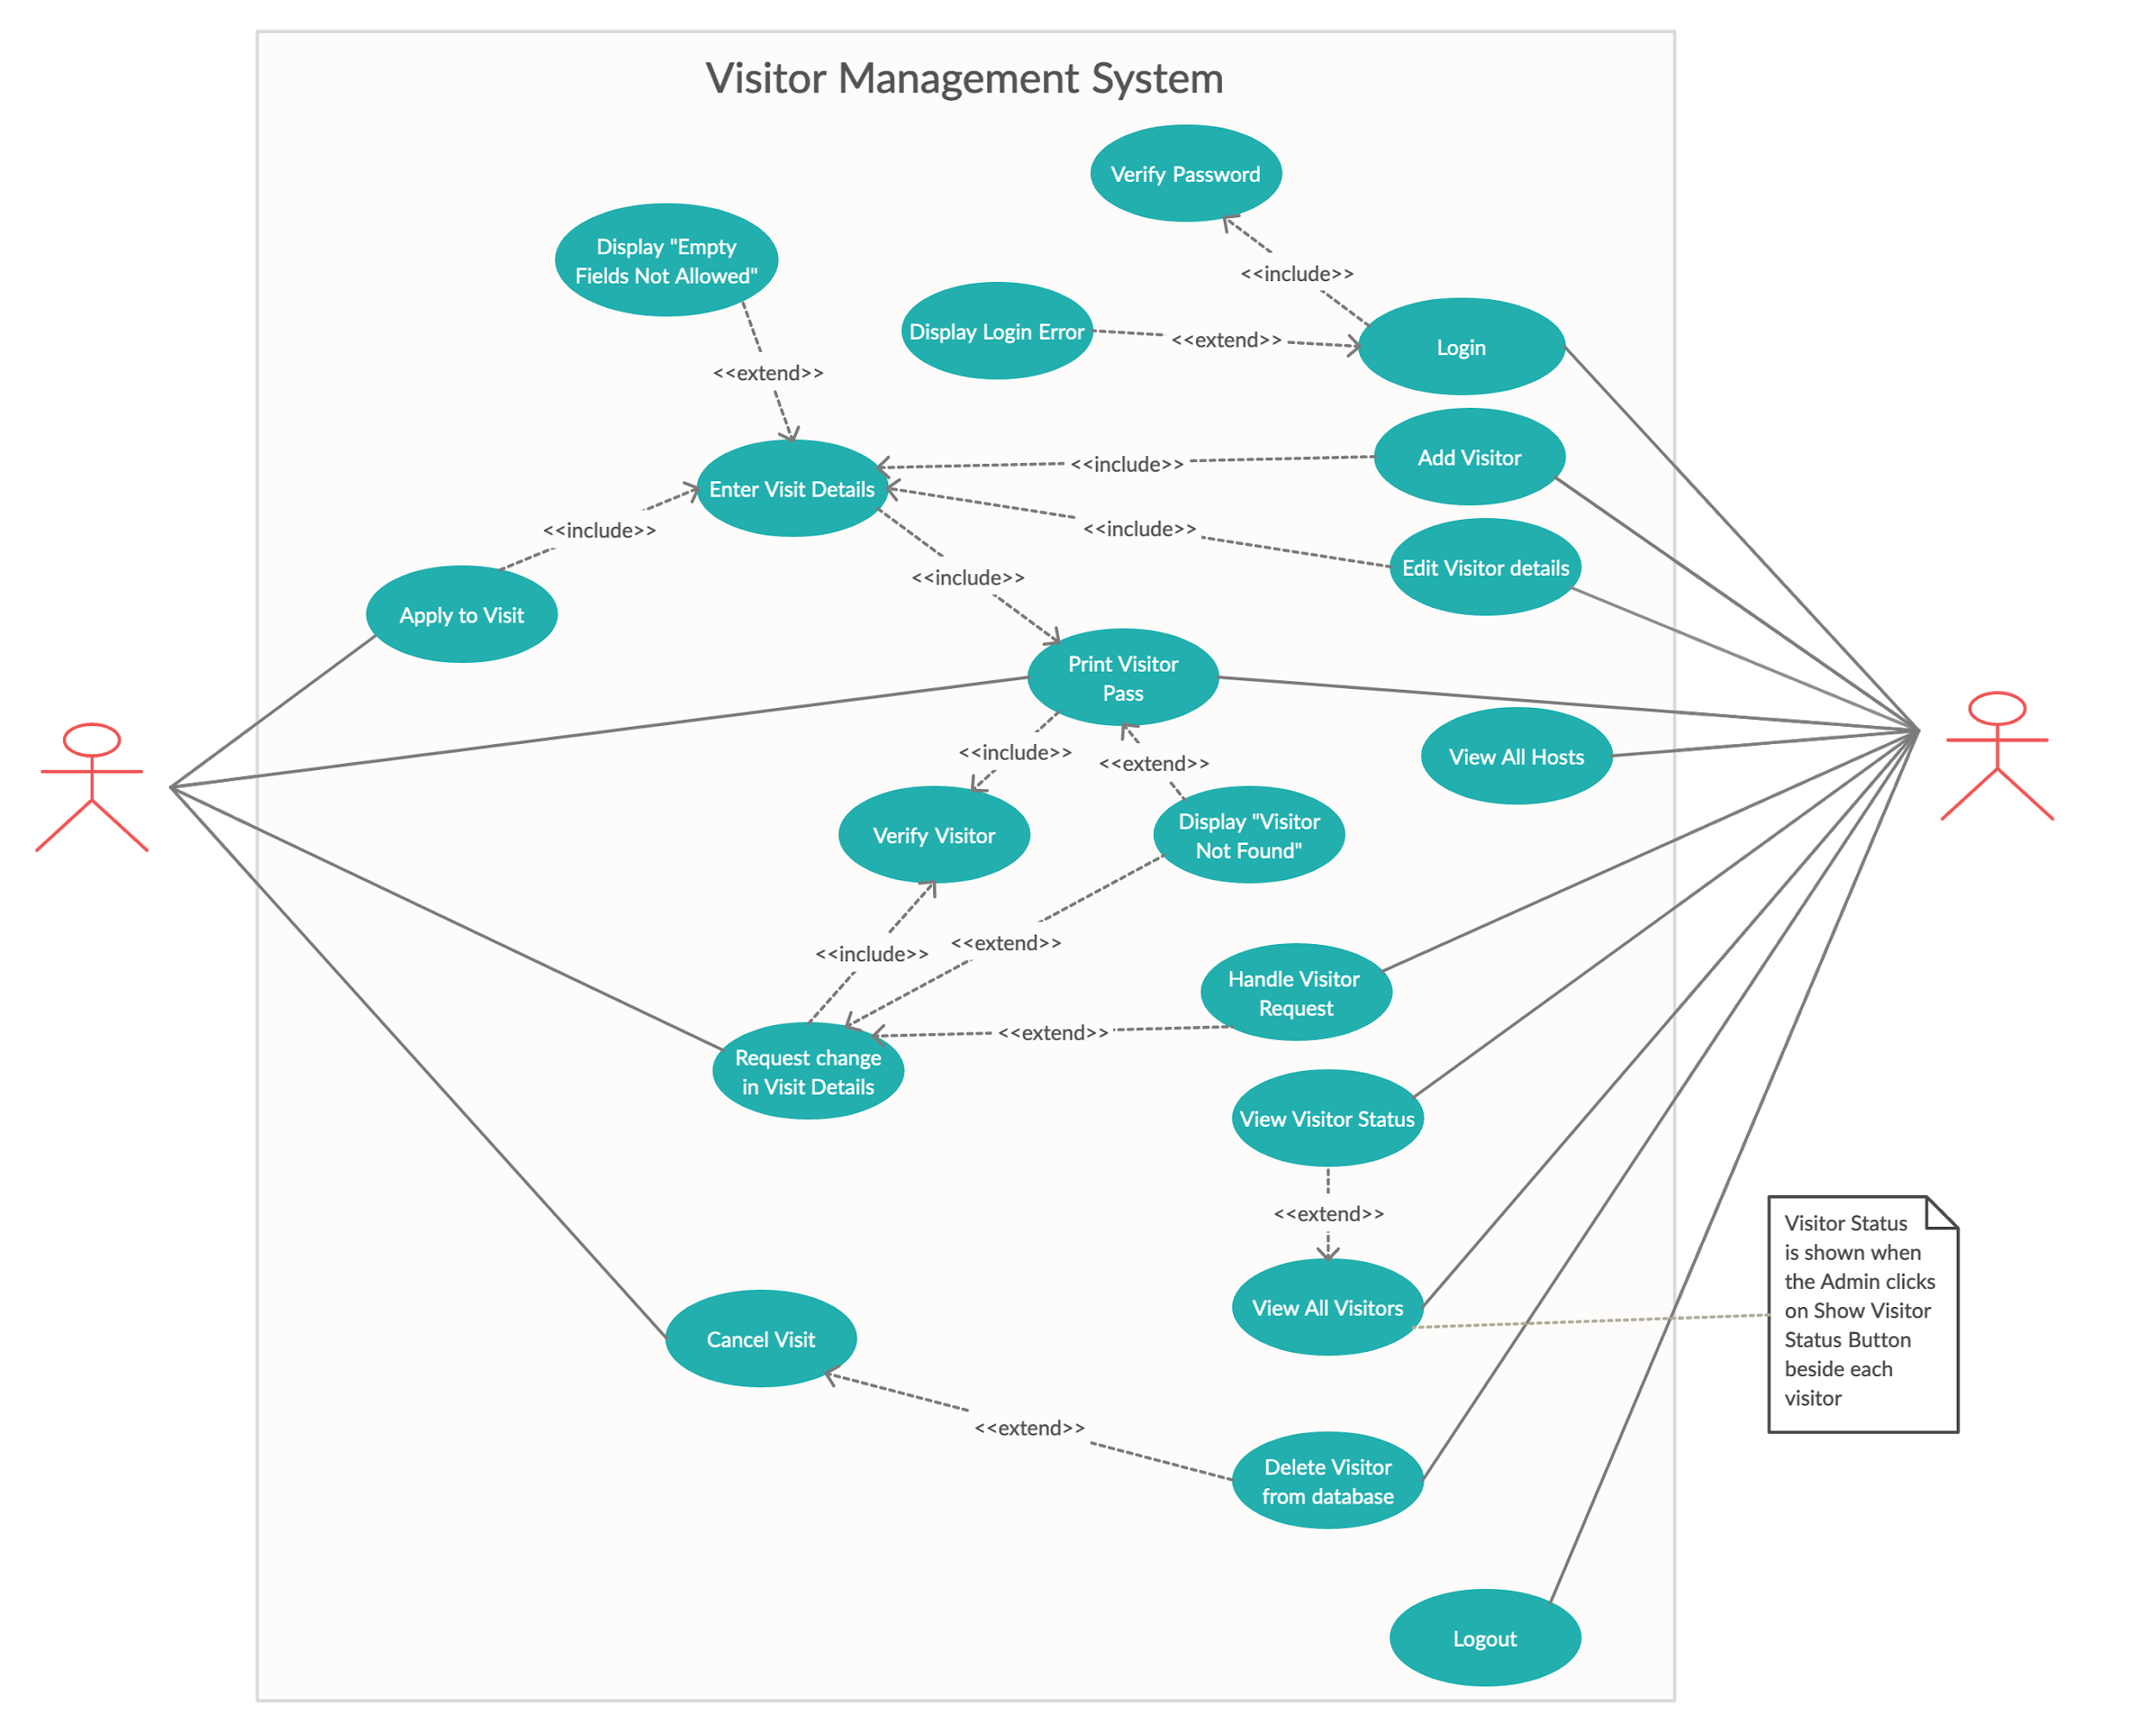 Visitor Management System
Verify Password
Display "Empty
Fields Not Allowed"
<<include>>
Display Login Error
<<extend>>
Login
<<extend>>
Add Visitor
<<include>>
Enter Visit Details
<<include>>
<<include>>
Edit Visitor details
<<include>>
Apply to Visit
Print Visitor
Pass
<<include>>
<<extend>>
View All Hosts
Verify Visitor
Display "Visitor
Not Found"
<<include>>
<<extend>>
Handle Visitor
Request
<<extend>>
Request change
in Visit Details
View Visitor Status
<<extend>>
Visitor Status
is shown when
the Admin clicks
on Show Visitor
Status Button
beside each
visitor
View All Visitors
Cancel Visit
<<extend>>
Delete Visitor
from database
Logout